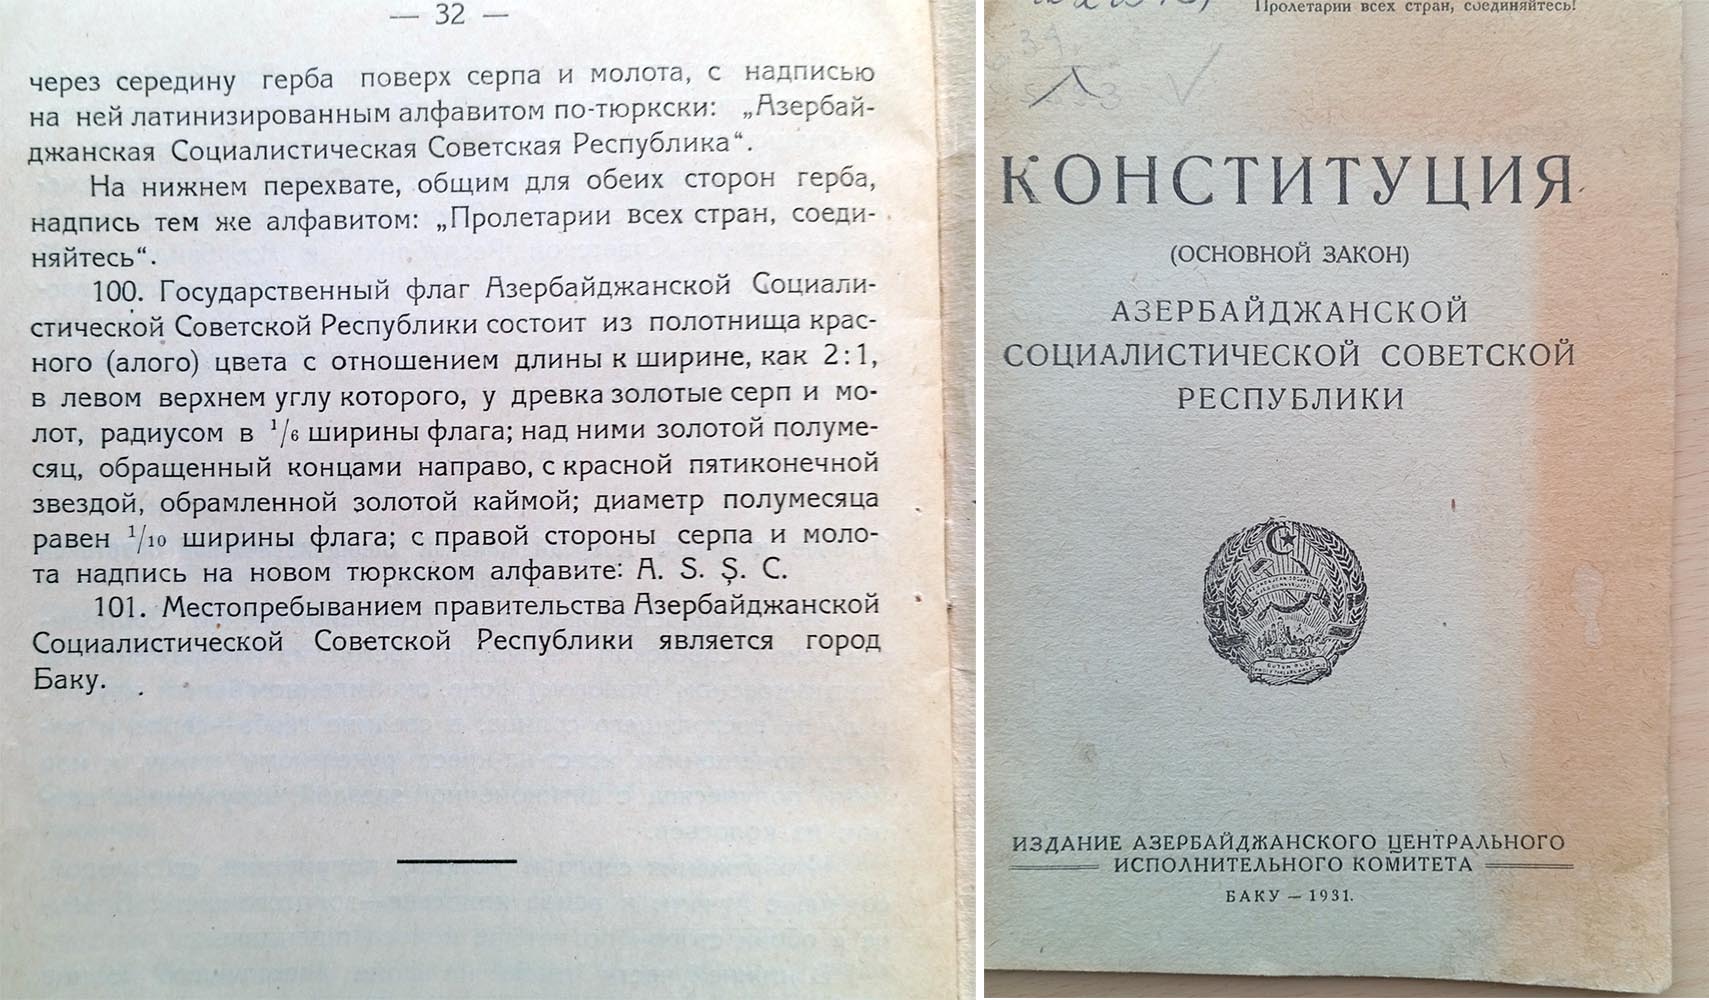 — 32 —
через середину герба поверх серпа и молота, с надписью
на ней латинизированным алфавитом по-тюркски: „Азербай-
джанская Социалистическая Советская Республика“.
На нижнем перехвате, общим для обеих сторон герба,
надпись тем же алфавитом: „Пролетарии всех стран, соеди-
няйтесь“.
100. Государственный флаг Азербайджанской Социали-
стической Советской Республики состоит из полотнища крас-
ного (алого) цвета с отношением длины к ширине, как 2:1,
в левом верхнем углу которого, у древка золотые серп и мо-
лот, радиусом в 1/6 ширины флага; над ними золотой полуме-
сяц, обращенный концами направо, с красной пятиконечной
звездой, обрамленной золотой каймой; диаметр полумесяца
равен 1/10 ширины флага; с правой стороны серпа и моло-
та надпись на новом тюркском алфавите: A. S. Ş. C.
101. Местопребыванием правительства Азербайджанской
Социалистической Советской Республики является город
Баку.
Пролетарии всех стран, соединяйтесь!
КОНСТИТУЦИЯ
(ОСНОВНОЙ ЗАКОН)
АЗЕРБАЙДЖАНСКОЙ
СОЦИАЛИСТИЧЕСКОЙ СОВЕТСКОЙ
РЕСПУБЛИКИ
ИЗДАНИЕ АЗЕРБАЙДЖАНСКОГО ЦЕНТРАЛЬНОГО
ИСПОЛНИТЕЛЬНОГО КОМИТЕТА
БАКУ — 1931.